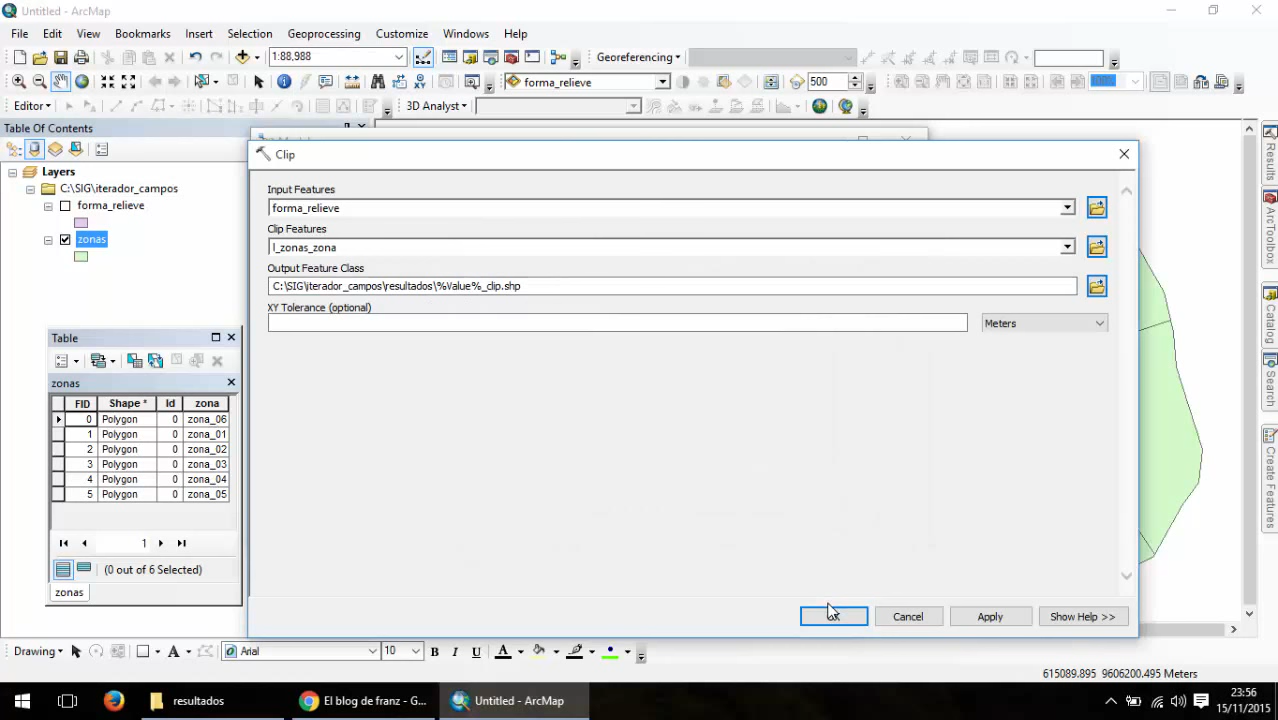 Untitled - ArcMap
File Edit View Bookmarks Insert Selection Geoprocessing Customize Windows Help
1:88,988 Georeferencing
forma_relieve 500
Editor 3D Analyst
Table Of Contents
Layers
C:\SIG\iterador_campos
forma_relieve
zonas
Clip
Input Features
forma_relieve
Clip Features
I_zonas_zona
Output Feature Class
C:\SIG\iterador_campos\resultados\%Value%_clip.shp
XY Tolerance (optional)
Meters
Cancel Apply Show Help >>
Table
zonas
FID Shape * Id zona
0 Polygon 0 zona_06
1 Polygon 0 zona_01
2 Polygon 0 zona_02
3 Polygon 0 zona_03
4 Polygon 0 zona_04
5 Polygon 0 zona_05
1
(0 out of 6 Selected)
zonas
Results
ArcToolbox
Catalog
Search
Create Features
Drawing Arial 10 B I U A
615089.895 9606200.495 Meters
resultados El blog de franz - G... Untitled - ArcMap
23:56
15/11/2015